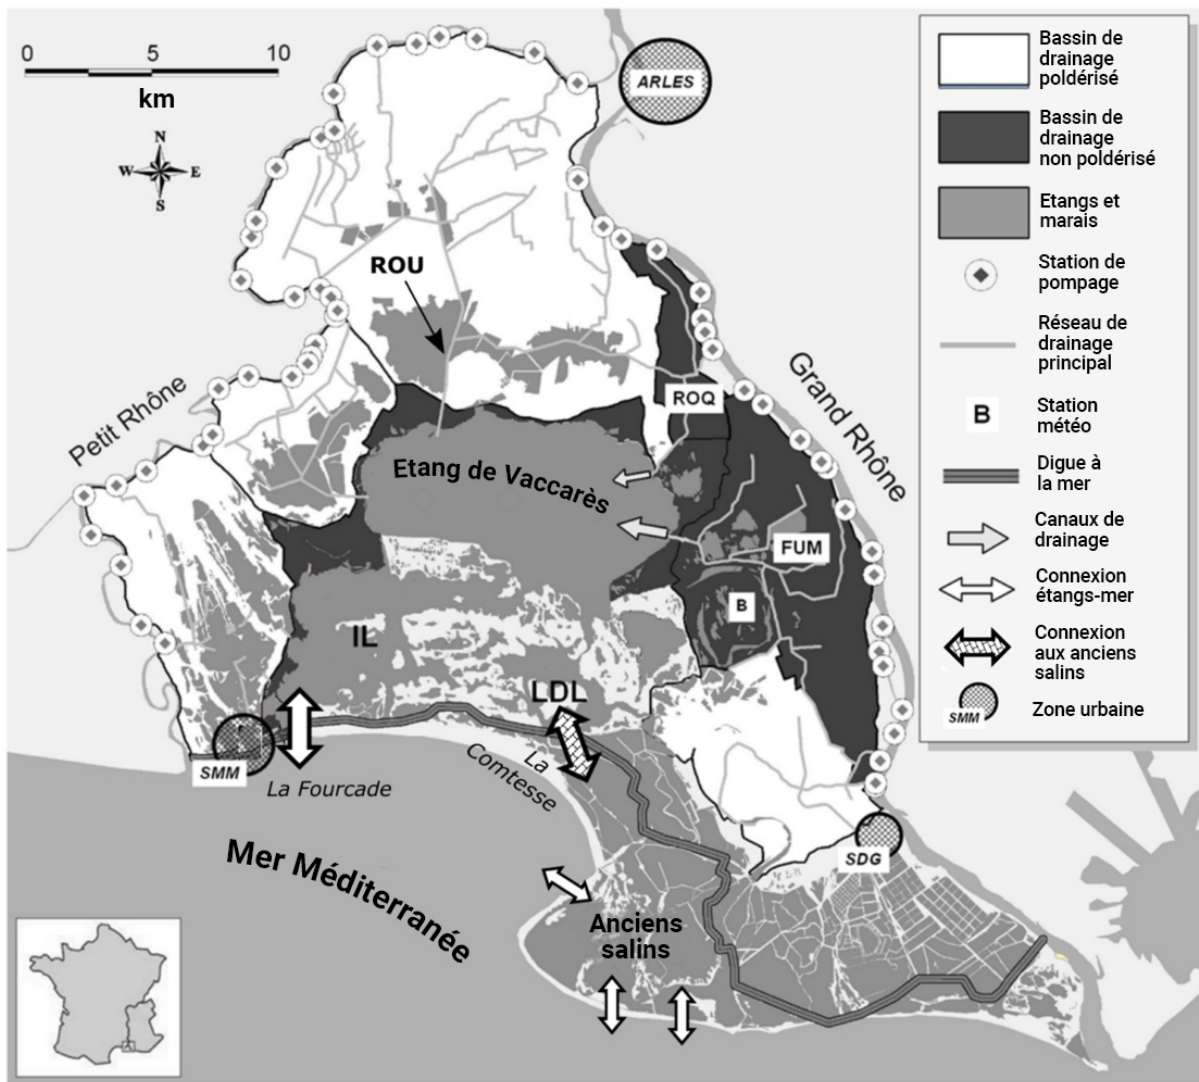 0 5 10
km
N
W E
S
ARLES
ROU
Petit Rhône
Grand Rhône
ROQ
Etang de Vaccarès
FUM
B
IL
LDL
SMM
La Fourcade
La
Comtesse
Mer Méditerranée
SDG
Anciens
salins
Bassin de
drainage
poldérisé
Bassin de
drainage
non poldérisé
Etangs et
marais
Station de
pompage
Réseau de
drainage
principal
B
Station
météo
Digue à
la mer
Canaux de
drainage
Connexion
étangs-mer
Connexion
aux anciens
salins
SMM
Zone urbaine